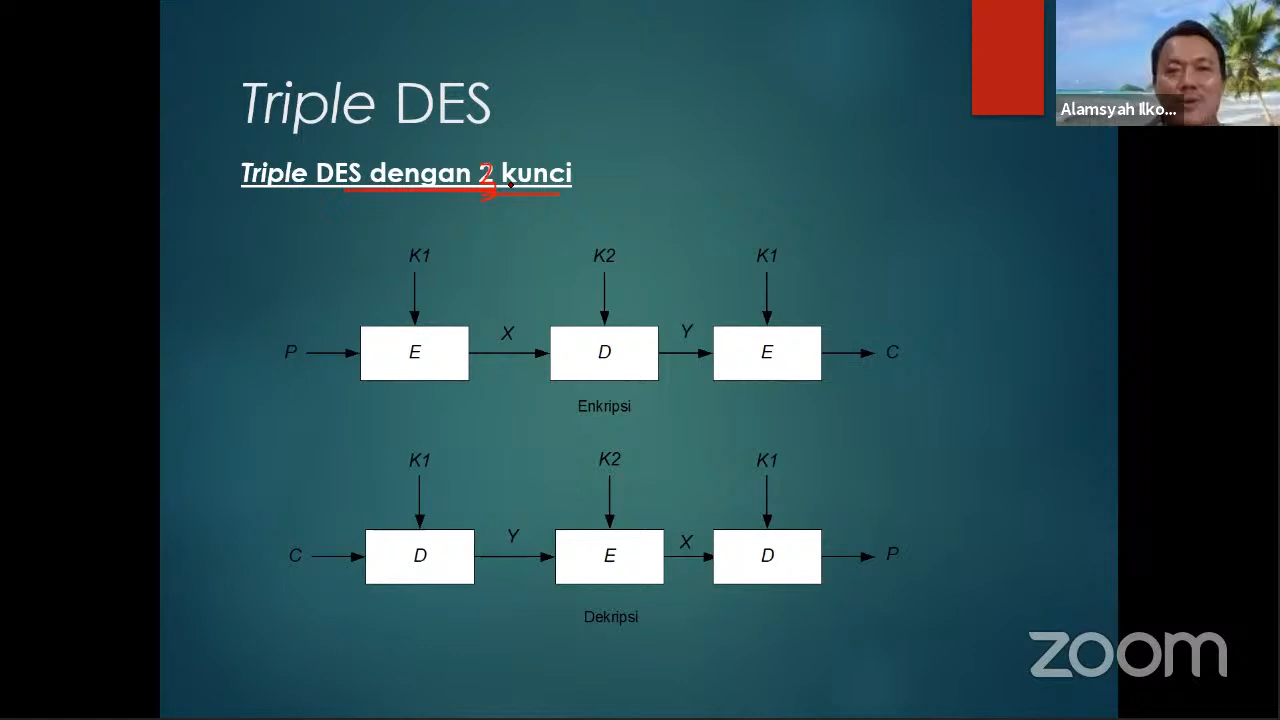 Triple DES
Alamsyah Ilko...
Triple DES dengan 2 kunci
K1 K2 K1
P E X D Y E C
Enkripsi
K1 K2 K1
C D Y E X D P
Dekripsi
zoom